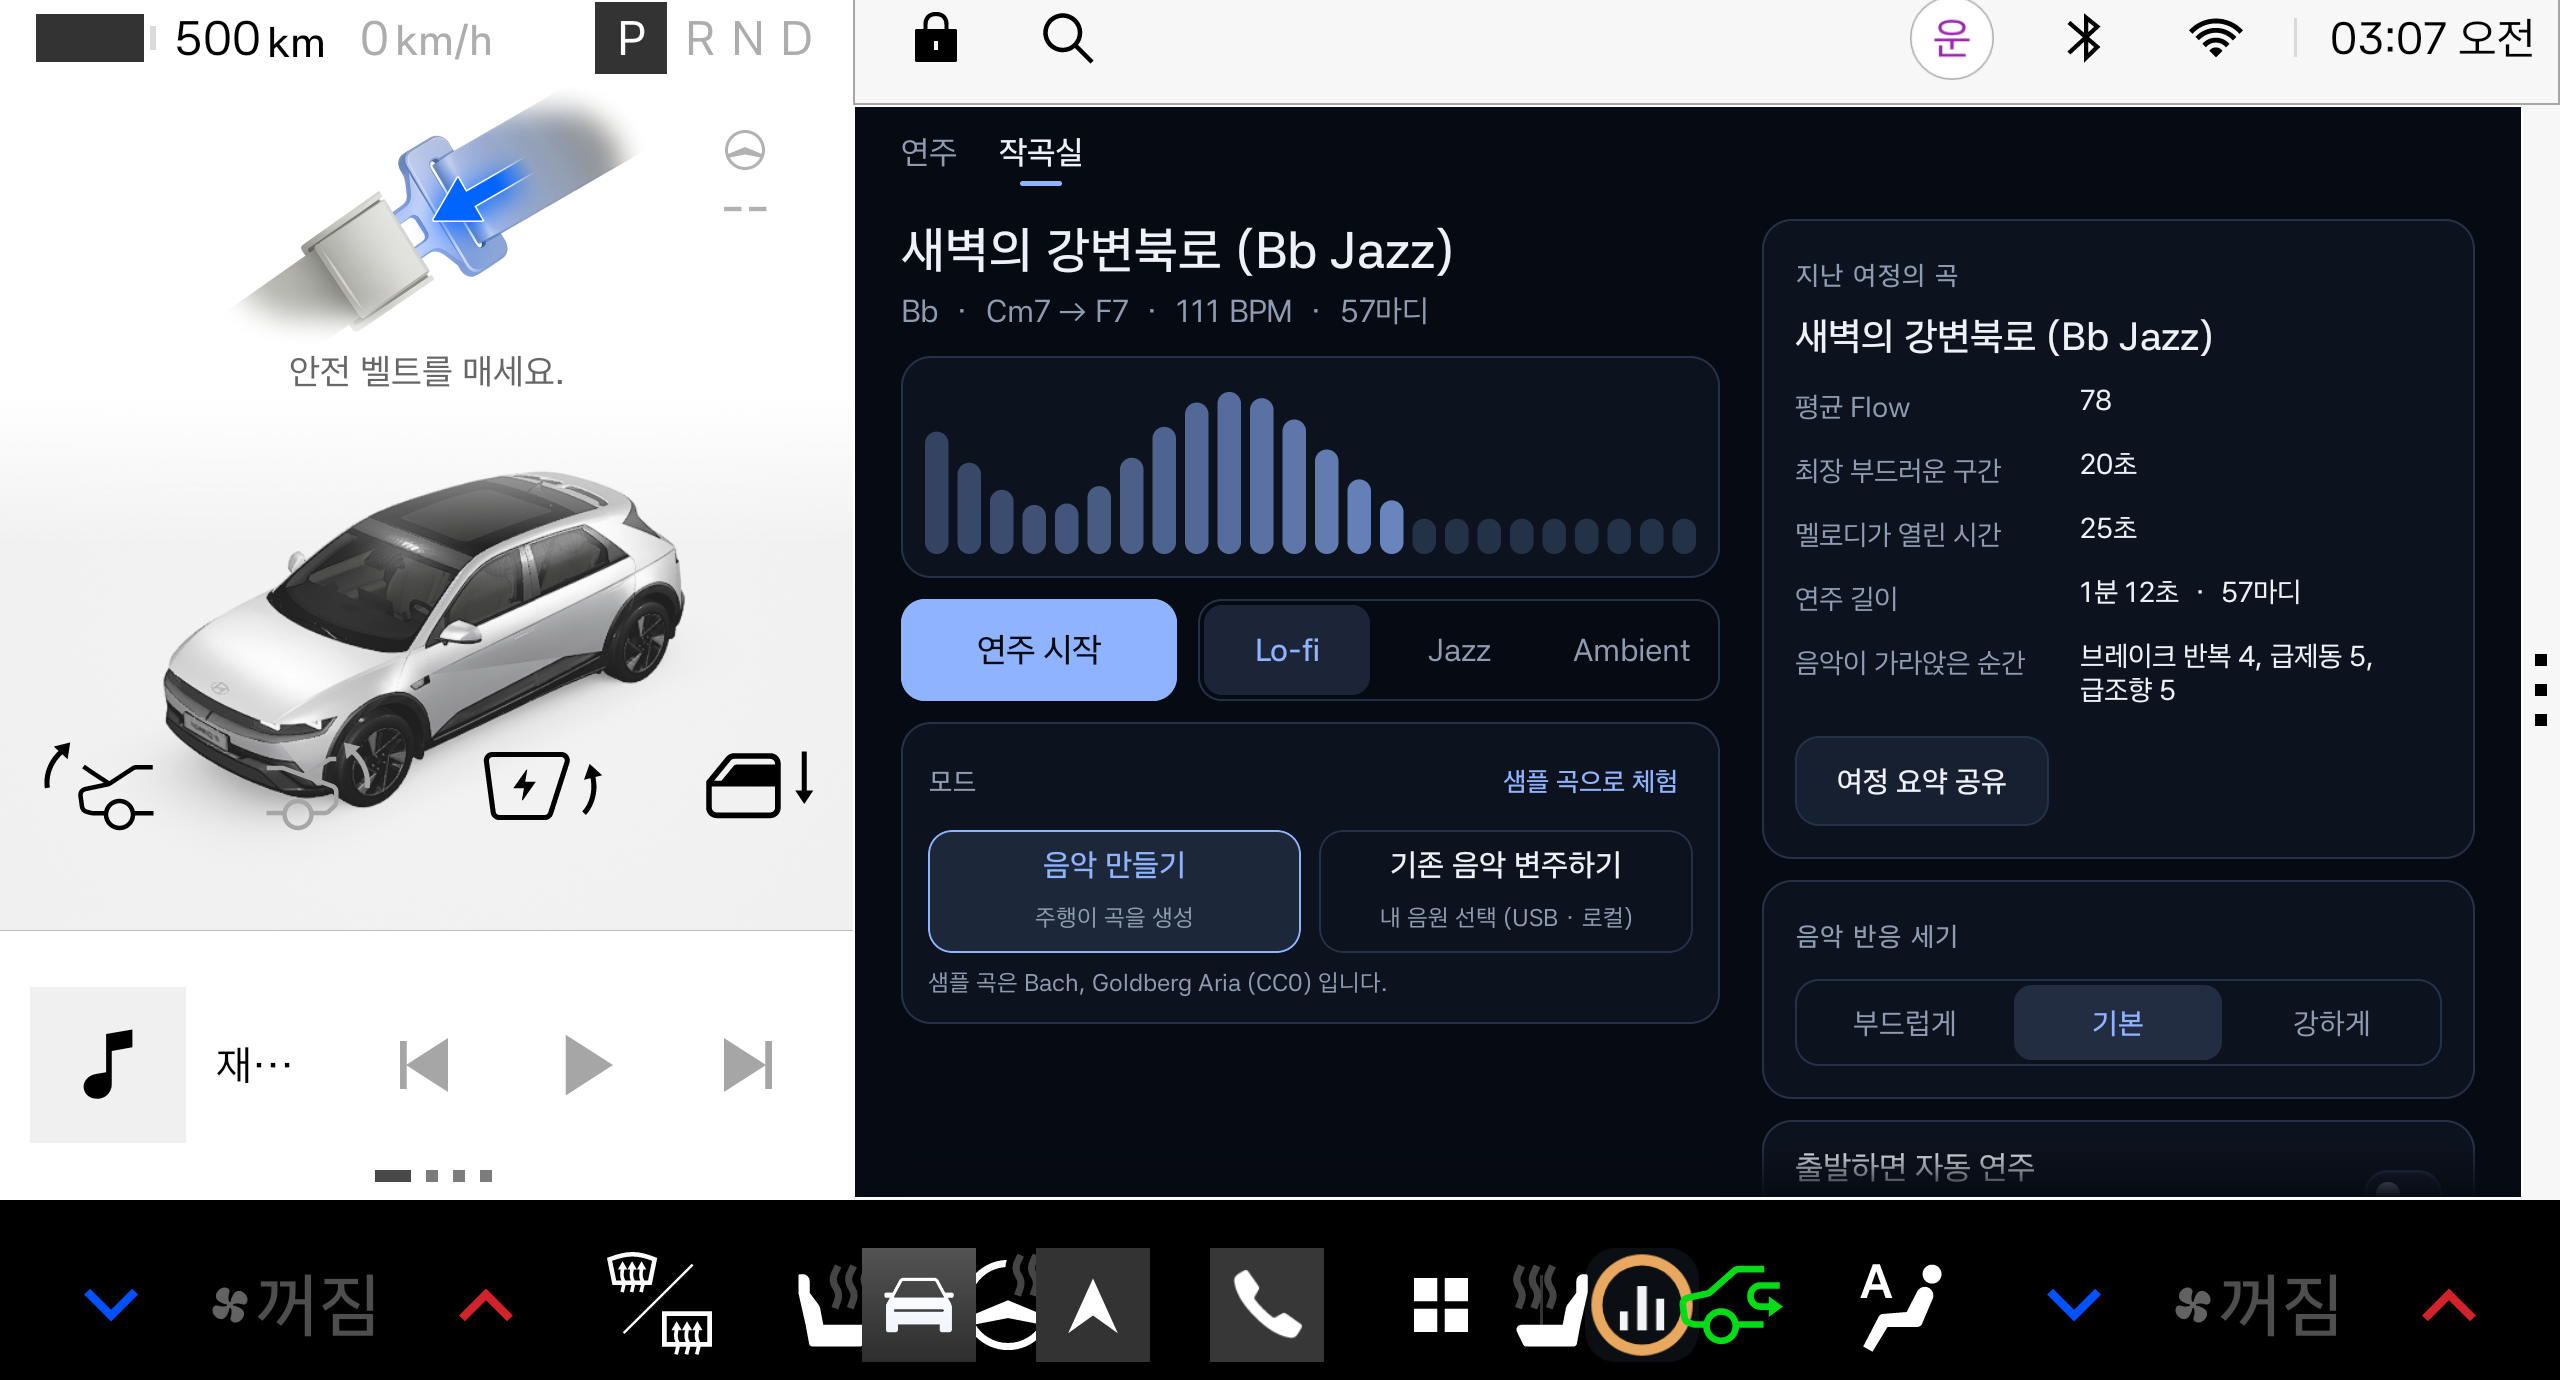 500 km
0 km/h
P R N D
운
03:07 오전
안전 벨트를 매세요.
재…
연주
작곡실
새벽의 강변북로 (Bb Jazz)
Bb · Cm7 → F7 · 111 BPM · 57마디
연주 시작
Lo-fi
Jazz
Ambient
모드
샘플 곡으로 체험
음악 만들기
주행이 곡을 생성
기존 음악 변주하기
내 음원 선택 (USB · 로컬)
샘플 곡은 Bach, Goldberg Aria (CC0) 입니다.
지난 여정의 곡
새벽의 강변북로 (Bb Jazz)
평균 Flow 78
최장 부드러운 구간 20초
멜로디가 열린 시간 25초
연주 길이 1분 12초 · 57마디
음악이 가라앉은 순간 브레이크 반복 4, 급제동 5,
급조향 5
여정 요약 공유
음악 반응 세기
부드럽게
기본
강하게
출발하면 자동 연주
꺼짐
A
꺼짐